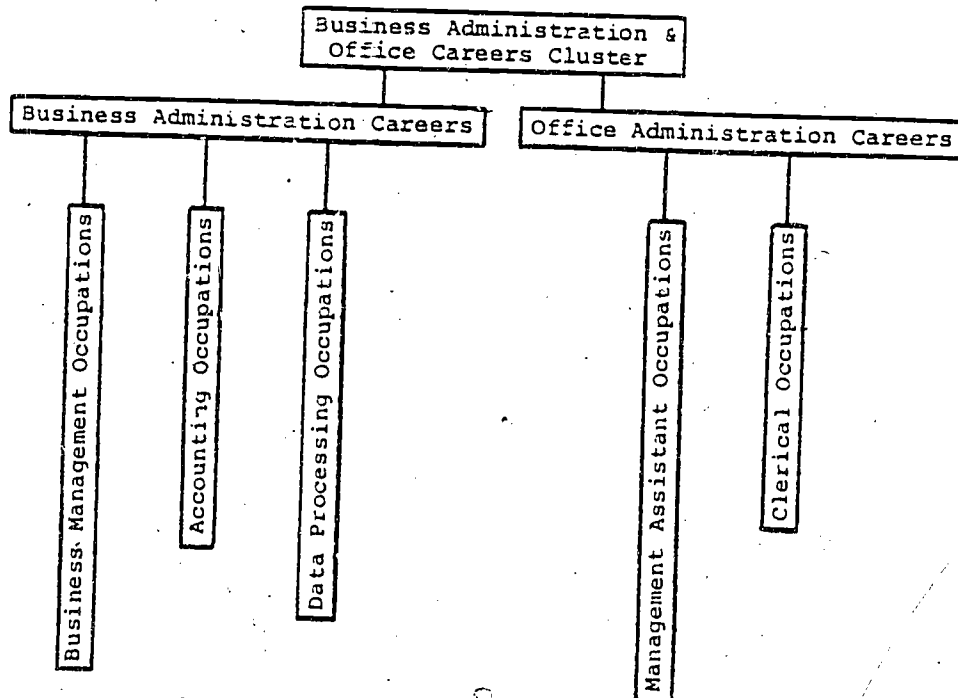 Business Administration &
Office Careers Cluster
Business Administration Careers
Office Administration Careers
Business Management Occupations
Accounting Occupations
Data Processing Occupations
Management Assistant Occupations
Clerical Occupations